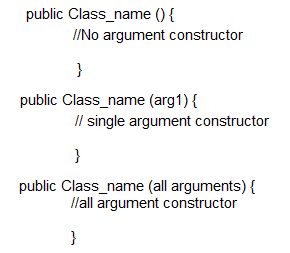 public Class_name () {
//No argument constructor
}
public Class_name (arg1) {
// single argument constructor
}
public Class_name (all arguments) {
//all argument constructor
}